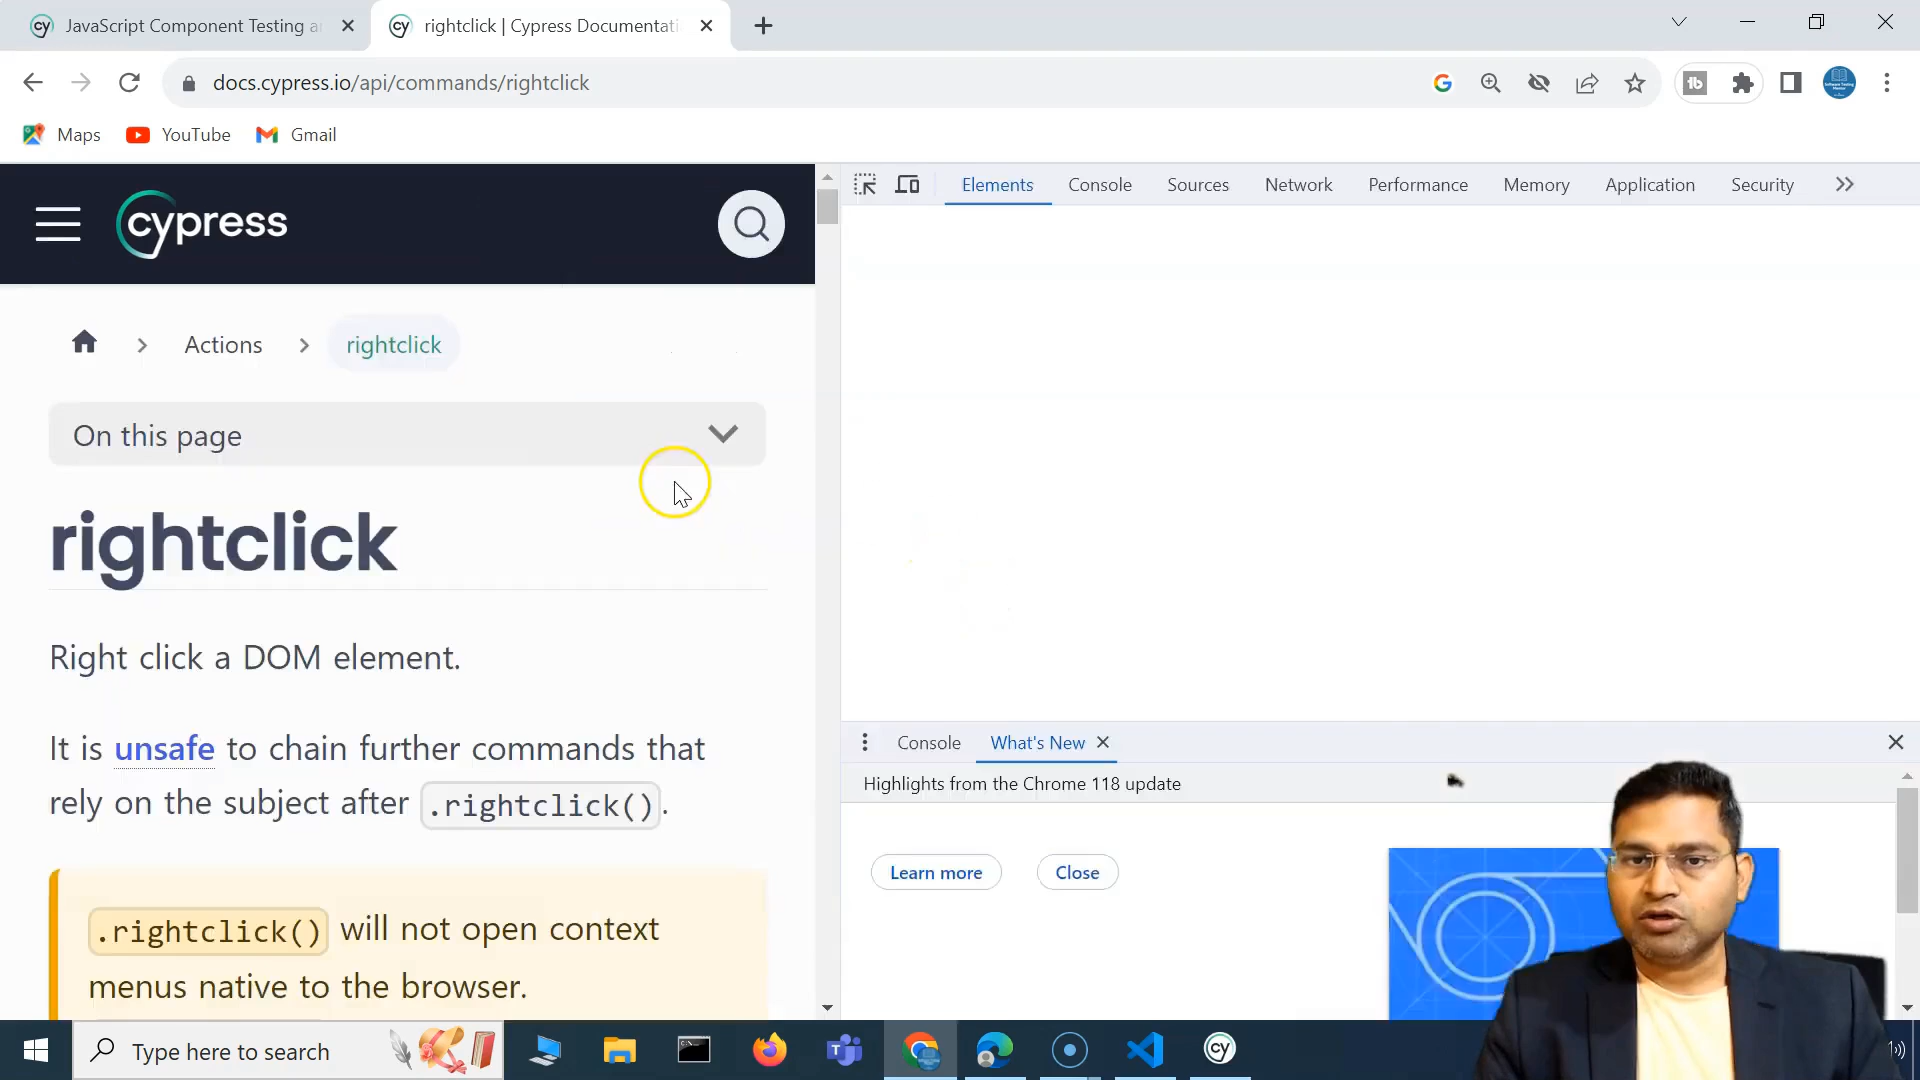 JavaScript Component Testing a
rightclick | Cypress Documentati
docs.cypress.io/api/commands/rightclick
Maps YouTube Gmail
cypress
Actions
rightclick
On this page
rightclick
Right click a DOM element.
It is unsafe to chain further commands that
rely on the subject after .rightclick().
.rightclick() will not open context
menus native to the browser.
Elements Console Sources Network Performance Memory Application Security
Console What's New
Highlights from the Chrome 118 update
Learn more Close
Type here to search